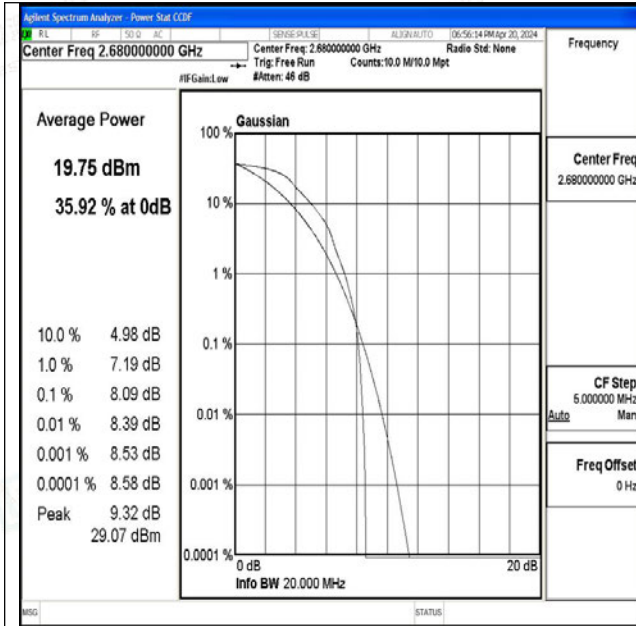 Agilent Spectrum Analyzer - Power Stat CCDF
RL RF 50 Ω AC SENSE:PULSE ALIGNAUTO 06:56:14 PM Apr 20, 2024
Center Freq 2.680000000 GHz
Center Freq: 2.680000000 GHz Radio Std: None
Trig: Free Run Counts:10.0 M/10.0 Mpt
#IFGain:Low #Atten: 46 dB
Average Power
19.75 dBm
35.92 % at 0dB
10.0 % 4.98 dB
1.0 % 7.19 dB
0.1 % 8.09 dB
0.01 % 8.39 dB
0.001 % 8.53 dB
0.0001 % 8.58 dB
Peak 9.32 dB
29.07 dBm
Gaussian
100 %
10 %
1 %
0.1 %
0.01 %
0.001 %
0.0001 %
0 dB 20 dB
Info BW 20.000 MHz
Frequency
Center Freq
2.680000000 GHz
CF Step
5.000000 MHz
Auto Man
Freq Offset
0 Hz
MSG STATUS